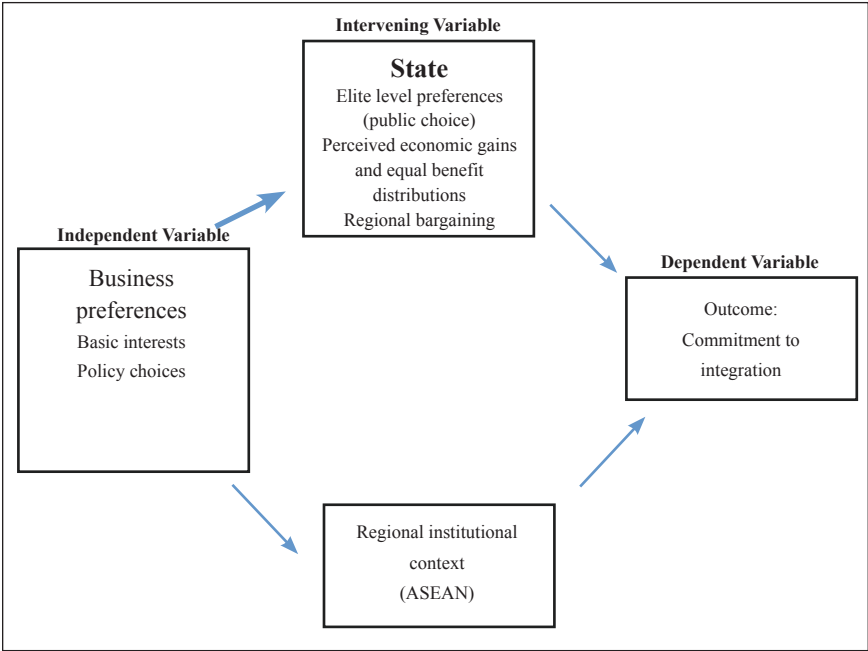 Intervening Variable
State
Elite level preferences
(public choice)
Perceived economic gains
and equal benefit
distributions
Regional bargaining
Independent Variable
Business
preferences
Basic interests
Policy choices
Dependent Variable
Outcome:
Commitment to
integration
Regional institutional
context
(ASEAN)